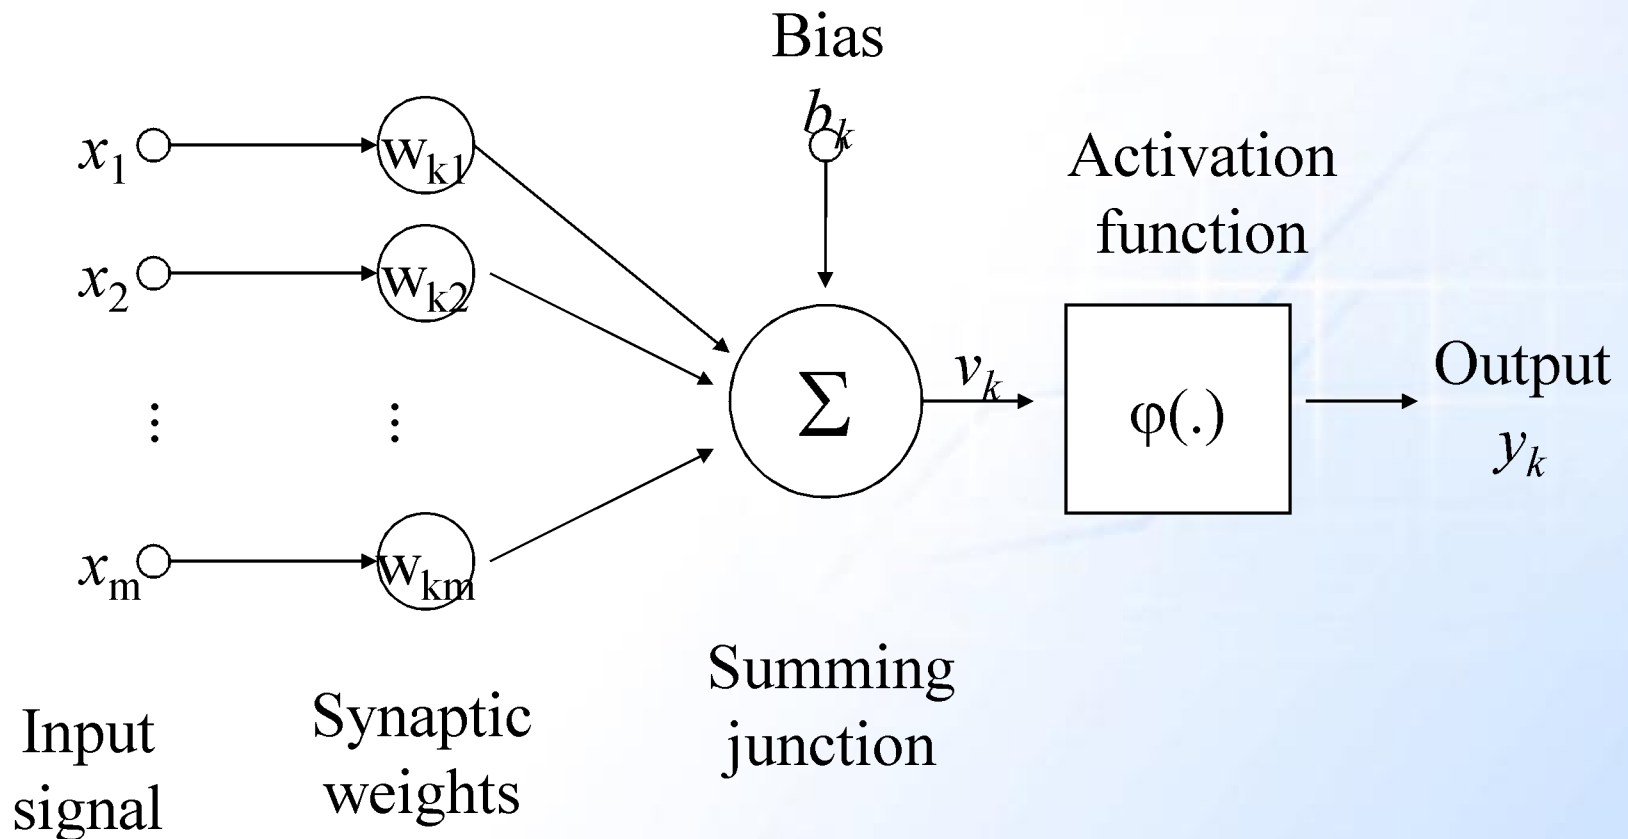 Bias
b_k
x_1
w_k1
Activation
function
x_2
w_k2
Σ
v_k
φ(.)
Output
y_k
⋮
⋮
x_m
w_km
Summing
junction
Synaptic
weights
Input
signal